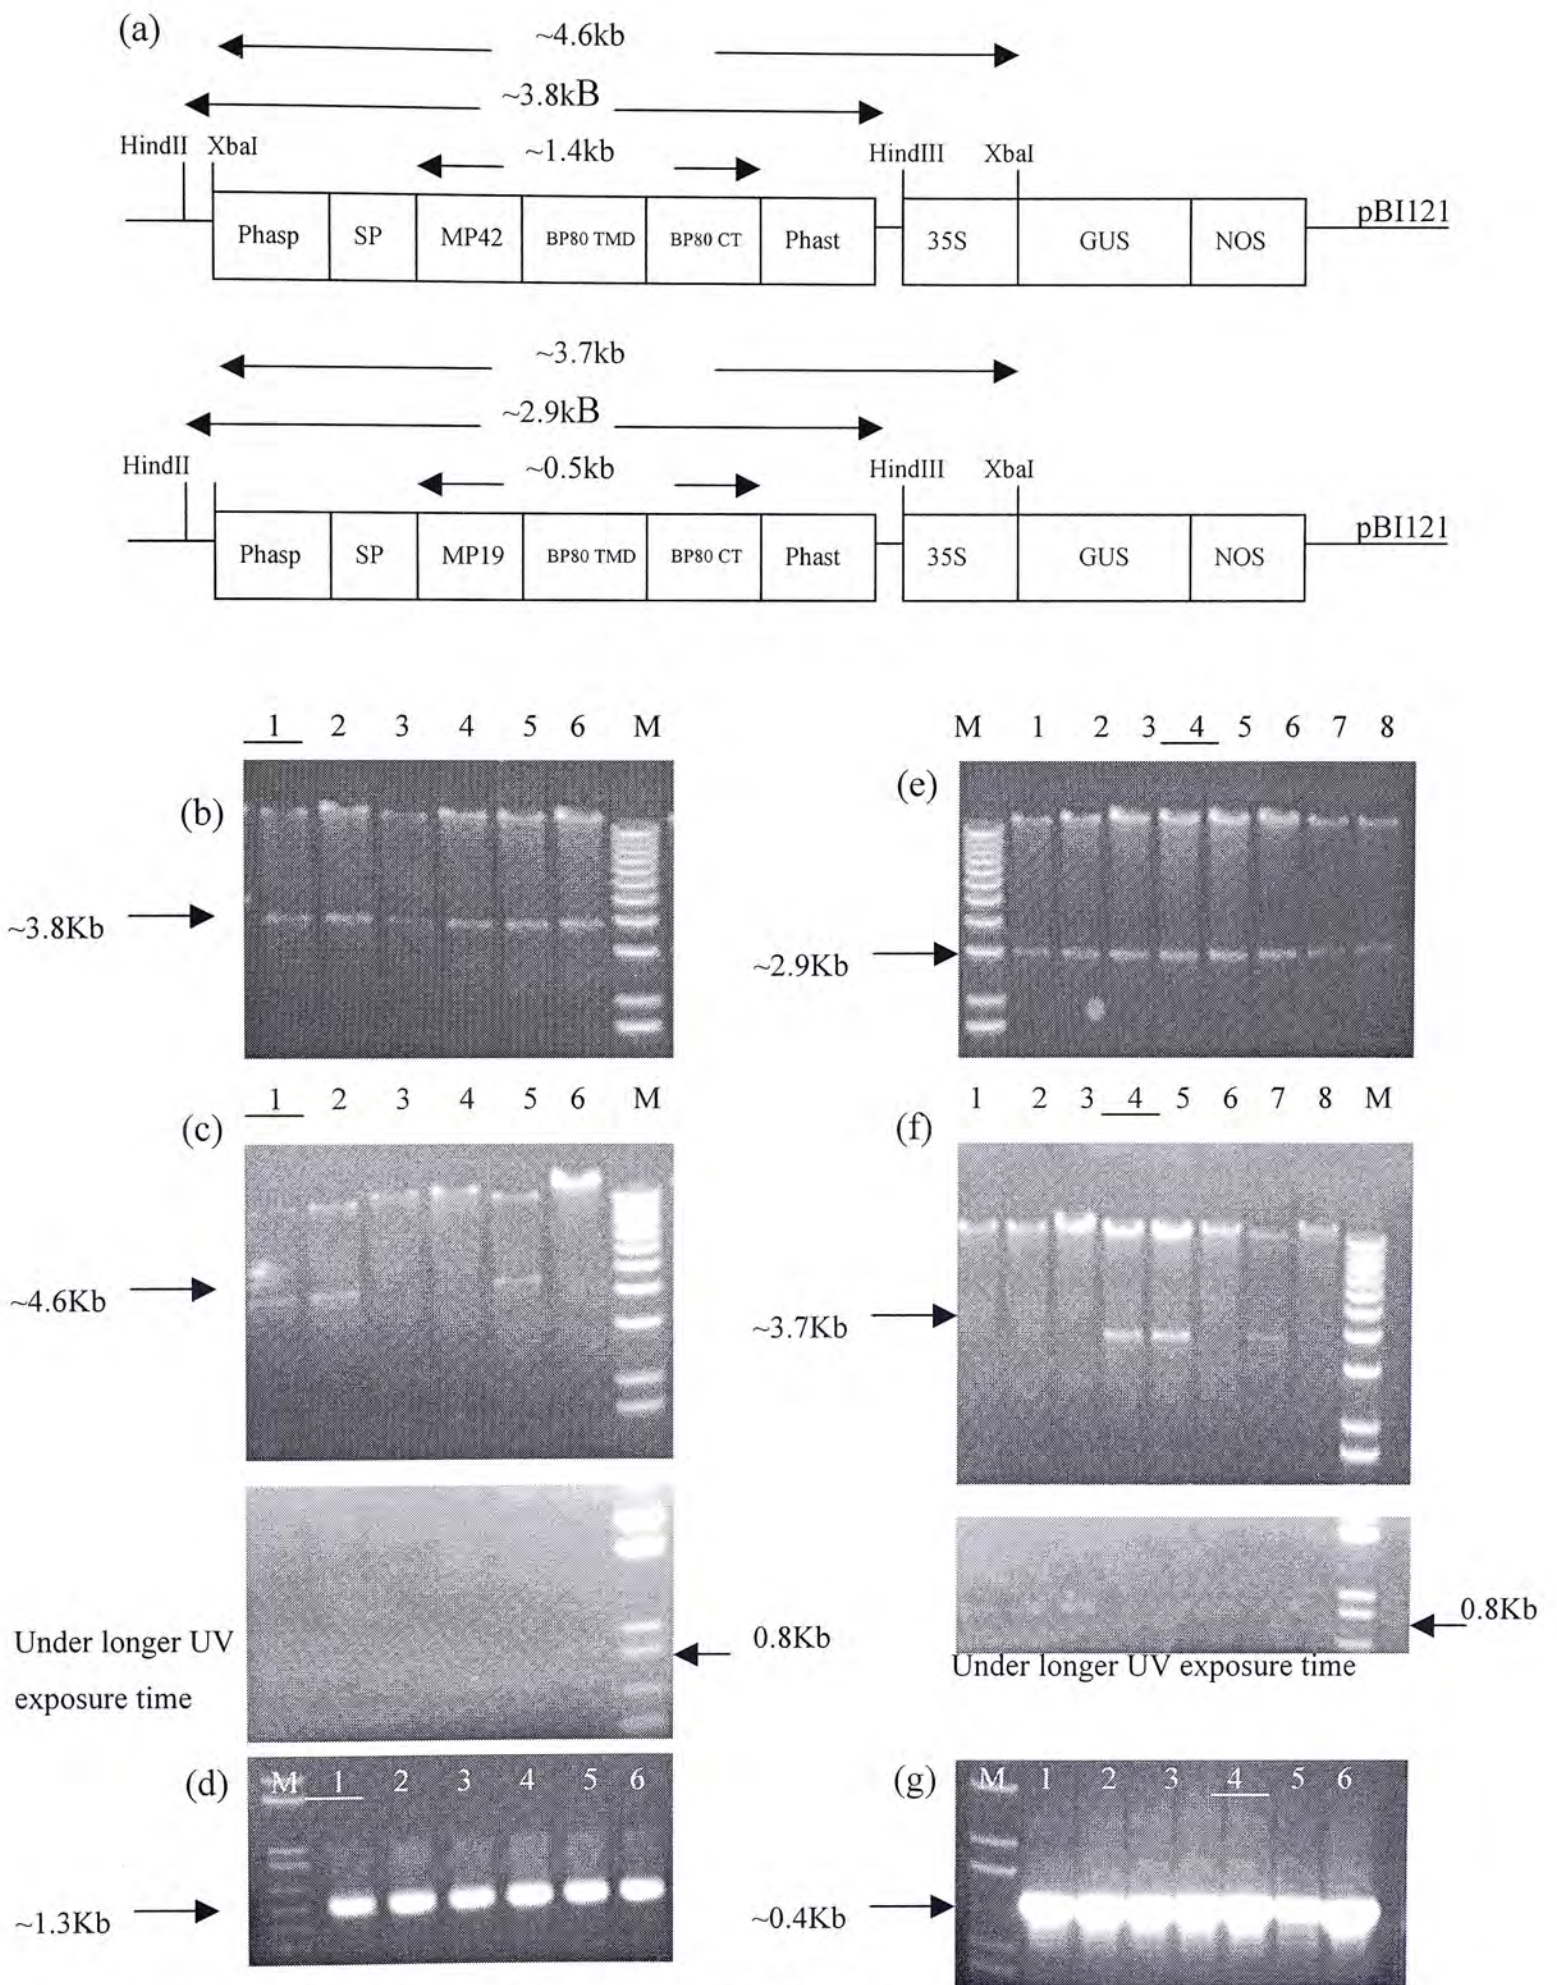 (a)
~4.6kb
~3.8kB
~1.4kb
HindII XbaI HindIII XbaI
Phasp SP MP42 BP80 TMD BP80 CT Phast 35S GUS NOS pBI121
~3.7kb
~2.9kB
~0.5kb
HindII HindIII XbaI
Phasp SP MP19 BP80 TMD BP80 CT Phast 35S GUS NOS pBI121
1 2 3 4 5 6 M
(b)
~3.8Kb
M 1 2 3 4 5 6 7 8
(e)
~2.9Kb
1 2 3 4 5 6 M
(c)
~4.6Kb
1 2 3 4 5 6 7 8 M
(f)
~3.7Kb
Under longer UV
exposure time
0.8Kb
0.8Kb
Under longer UV exposure time
(d)
M 1 2 3 4 5 6
~1.3Kb
(g)
M 1 2 3 4 5 6
~0.4Kb